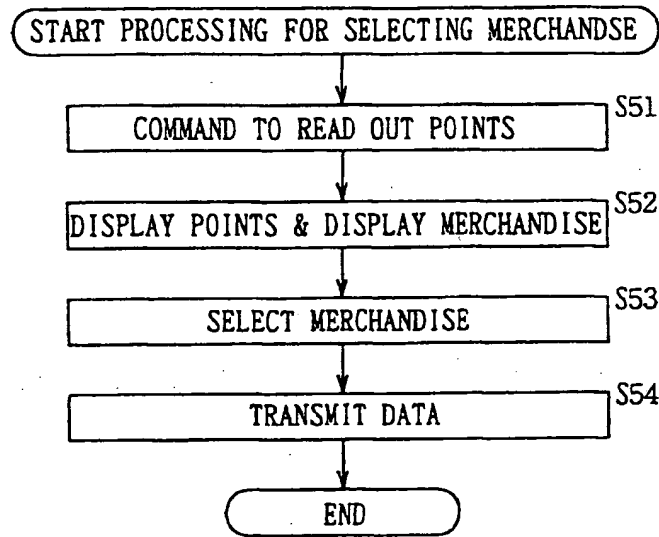 START PROCESSING FOR SELECTING MERCHANDSE
S51
COMMAND TO READ OUT POINTS
S52
DISPLAY POINTS & DISPLAY MERCHANDISE
S53
SELECT MERCHANDISE
S54
TRANSMIT DATA
END